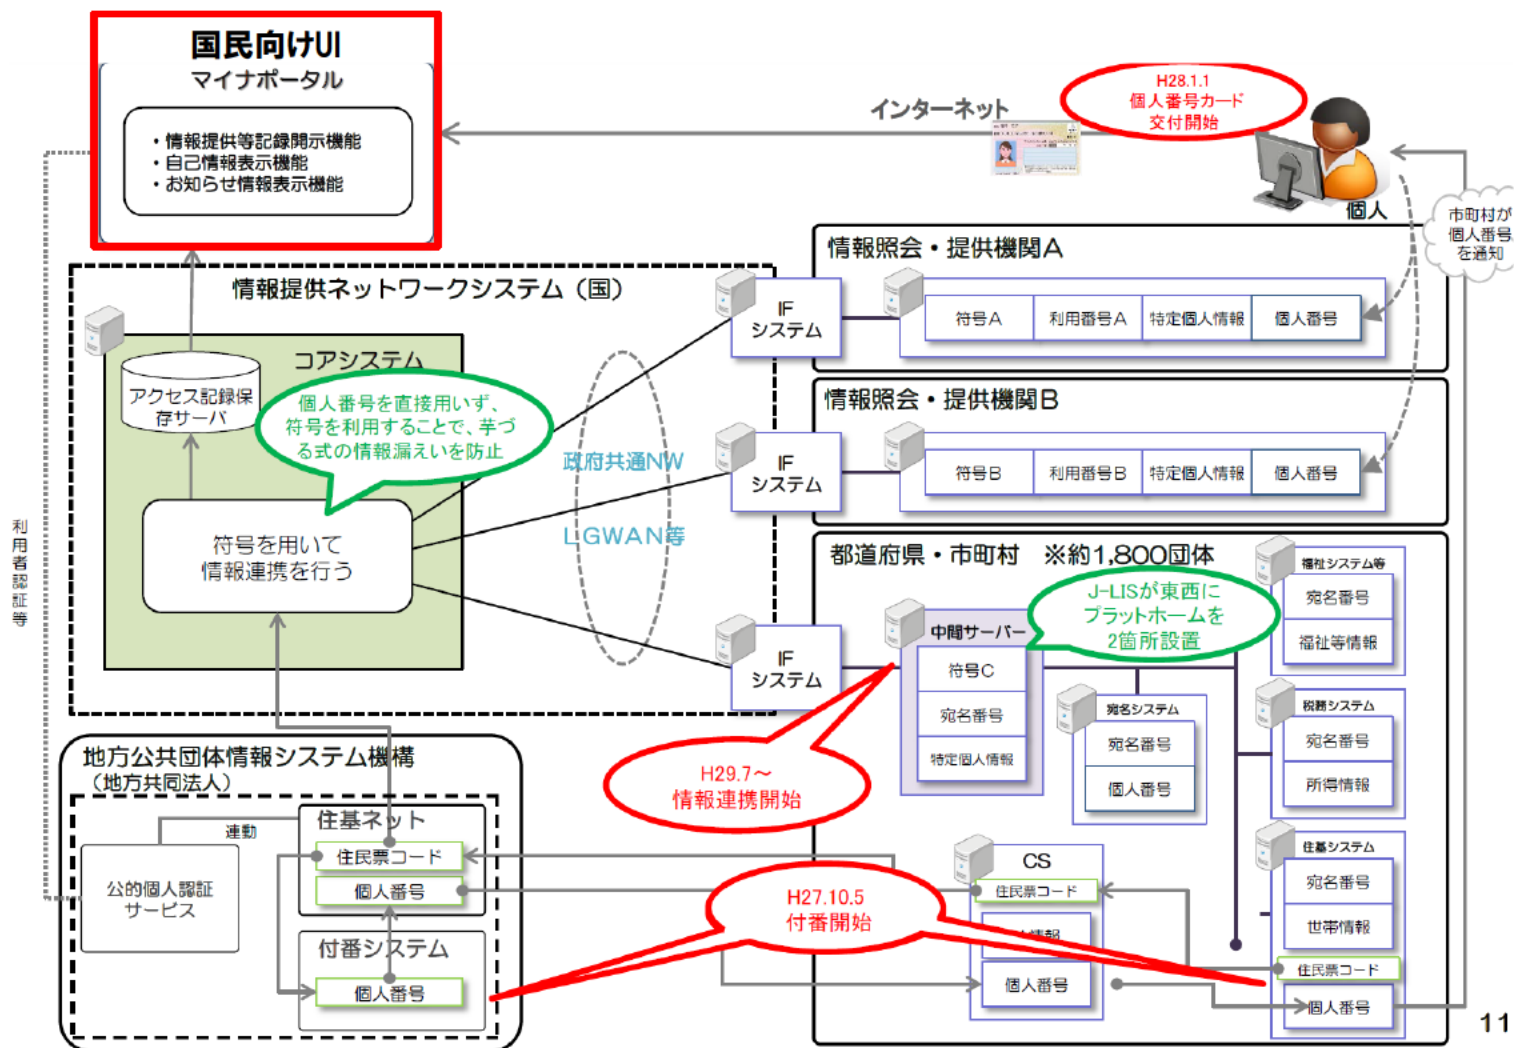 国民向けUI
マイナポータル
・情報提供等記録開示機能
・自己情報表示機能
・お知らせ情報表示機能
インターネット
H28.1.1
個人番号カード
交付開始
個人
市町村が
個人番号
を通知
情報提供ネットワークシステム（国）
コアシステム
アクセス記録保
存サーバ
個人番号を直接用いず、
符号を利用することで、芋づ
る式の情報漏えいを防止
符号を用いて
情報連携を行う
政府共通NW
LGWAN等
利用者認証等
IF
システム
IF
システム
IF
システム
情報照会・提供機関A
符号A
利用番号A
特定個人情報
個人番号
情報照会・提供機関B
符号B
利用番号B
特定個人情報
個人番号
都道府県・市町村　※約1,800団体
J-LISが東西に
プラットホームを
2箇所設置
中間サーバー
符号C
宛名番号
特定個人情報
宛名システム
宛名番号
個人番号
福祉システム等
宛名番号
福祉等情報
税務システム
宛名番号
所得情報
住基システム
宛名番号
世帯情報
住民票コード
個人番号
CS
住民票コード
情報
個人番号
H29.7～
情報連携開始
H27.10.5
付番開始
地方公共団体情報システム機構
（地方共同法人）
連動
公的個人認証
サービス
住基ネット
住民票コード
個人番号
付番システム
個人番号
11